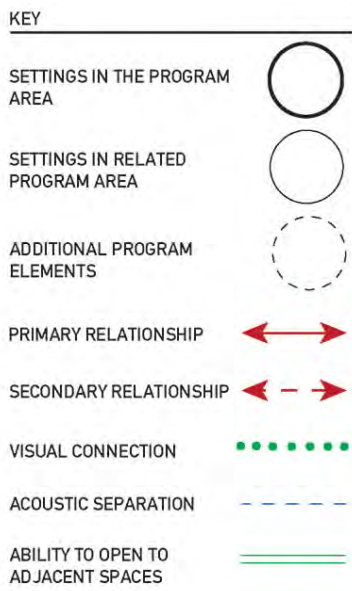 KEY
SETTINGS IN THE PROGRAM
AREA
SETTINGS IN RELATED
PROGRAM AREA
ADDITIONAL PROGRAM
ELEMENTS
PRIMARY RELATIONSHIP
SECONDARY RELATIONSHIP
VISUAL CONNECTION
ACOUSTIC SEPARATION
ABILITY TO OPEN TO
ADJACENT SPACES